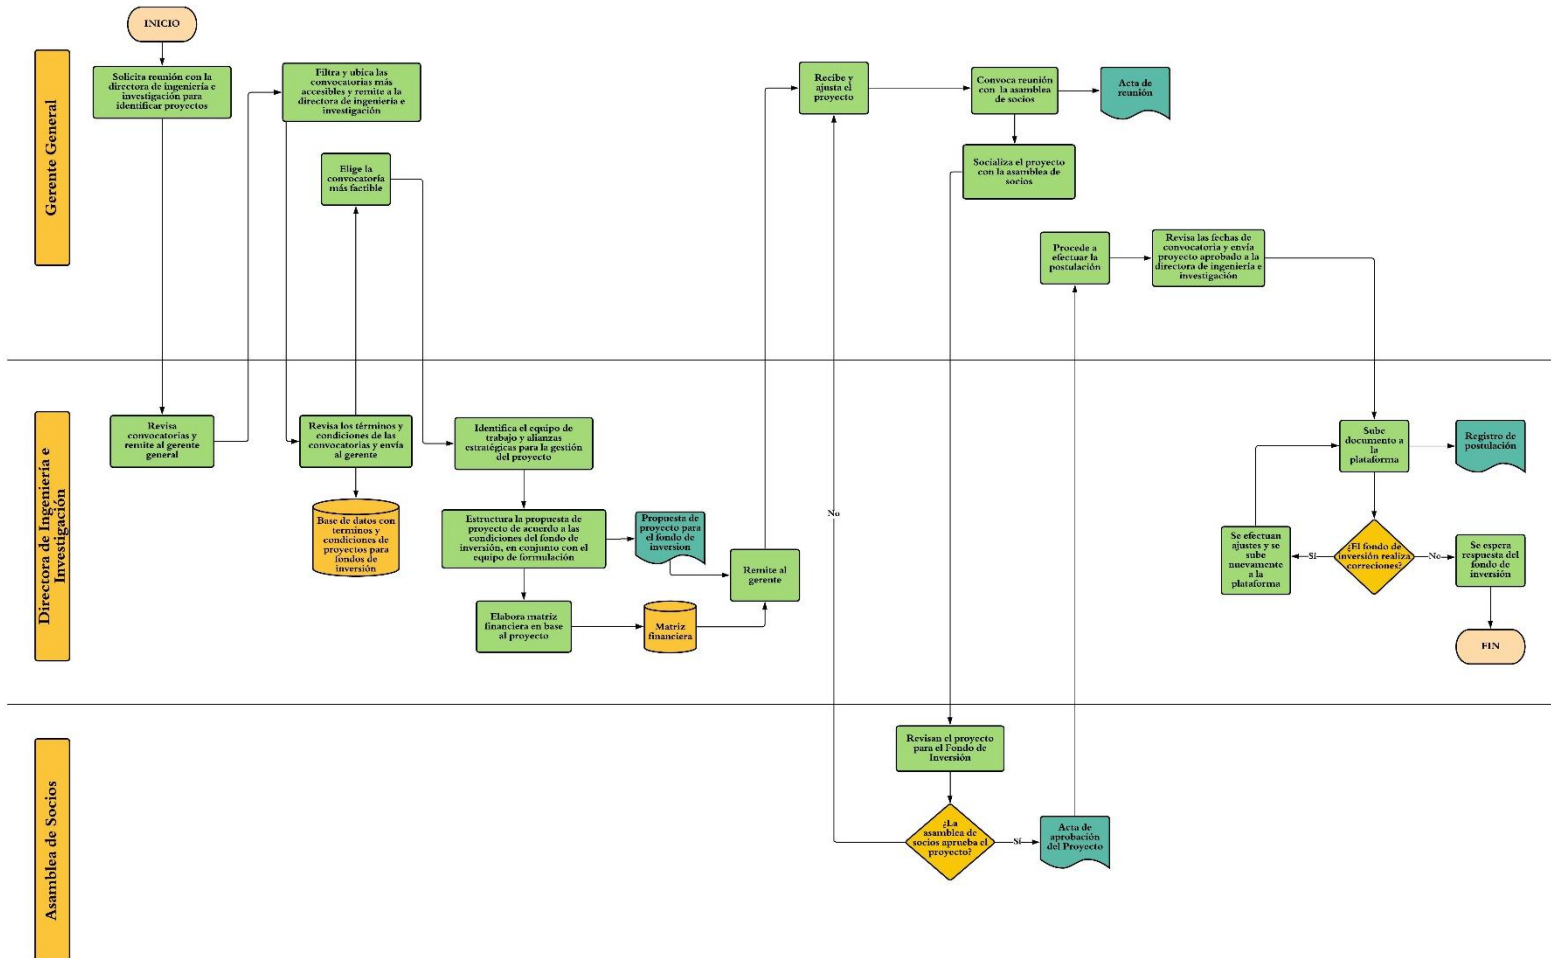 INICIO
Gerente General
Solicita reunión con la
directora de ingeniería e
investigación para
identificar proyectos
Filtra y ubica las
convocatorias más
accesibles y remite a la
directora de ingeniería e
investigación
Elige la
convocatoria
más factible
Recibe y
ajusta el
proyecto
Convoca reunión
con la asamblea
de socios
Acta de
reunión
Socializa el proyecto
con la asamblea de
socios
Procede a
efectuar la
postulación
Revisa las fechas de
convocatoria y envía
proyecto aprobado a la
directora de ingeniería e
investigación
Directora de Ingeniería e
Investigación
Revisa
convocatorias y
remite al gerente
general
Revisa los términos y
condiciones de las
convocatorias y envía
al gerente
Base de datos con
terminos y
condiciones de
proyectos para
fondos de
inversión
Identifica el equipo de
trabajo y alianzas
estratégicas para la gestión
del proyecto
Estructura la propuesta de
proyecto de acuerdo a las
condiciones del fondo de
inversión, en conjunto con el
equipo de formulación
Propuesta de
proyecto para
el fondo de
inversion
Elabora matriz
financiera en base
al proyecto
Matriz
financiera
Remite al
gerente
No
Sube
documento a
la
plataforma
Registro de
postulación
Se efectuan
ajustes y se
sube
nuevamente
a la
plataforma
Sí
¿El fondo de
inversión realiza
correciones?
No
Se espera
respuesta del
fondo de
inversión
FIN
Asamblea de Socios
Revisan el proyecto
para el Fondo de
Inversión
¿La
asamblea de
socios aprueba el
proyecto?
Sí
Acta de
aprobación
del Proyecto